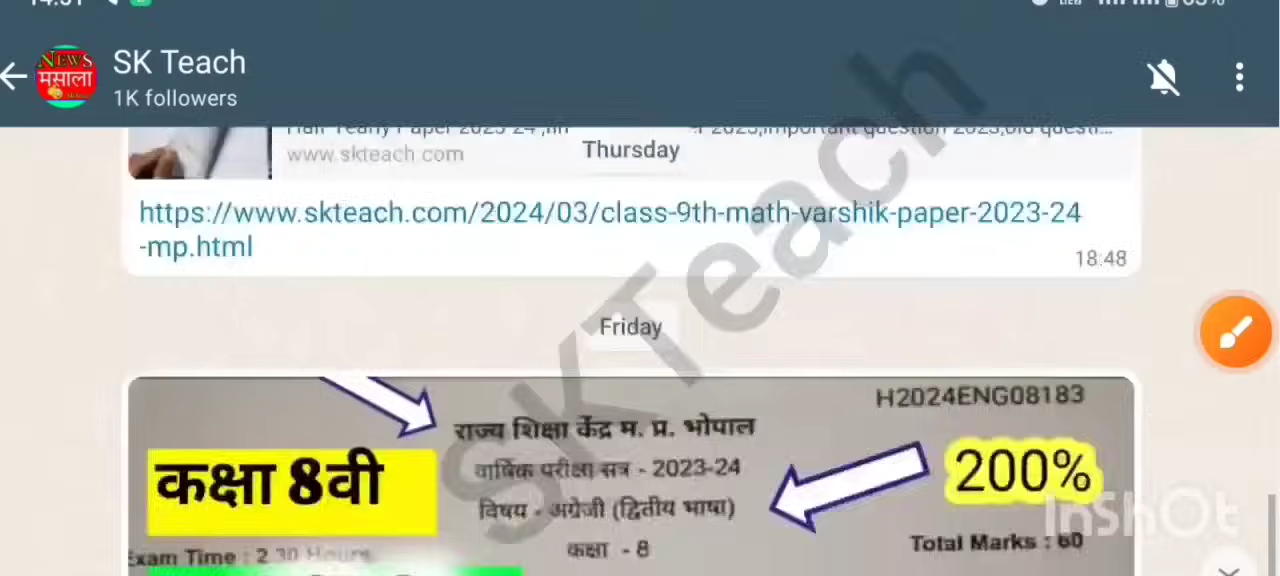 SK Teach
1K followers
NEWS
मसाला
www.skteach.com
Thursday
https://www.skteach.com/2024/03/class-9th-math-varshik-paper-2023-24
-mp.html
18:48
Friday
SKTeach
H2024ENG08183
राज्य शिक्षा केंद्र म. प्र. भोपाल
कक्षा 8वी
वार्षिक परीक्षा सत्र - 2023-24
200%
विषय - अंग्रेजी (द्वितीय भाषा)
InShOt
Exam Time : 2.30 Hours
कक्षा - 8
Total Marks : 60